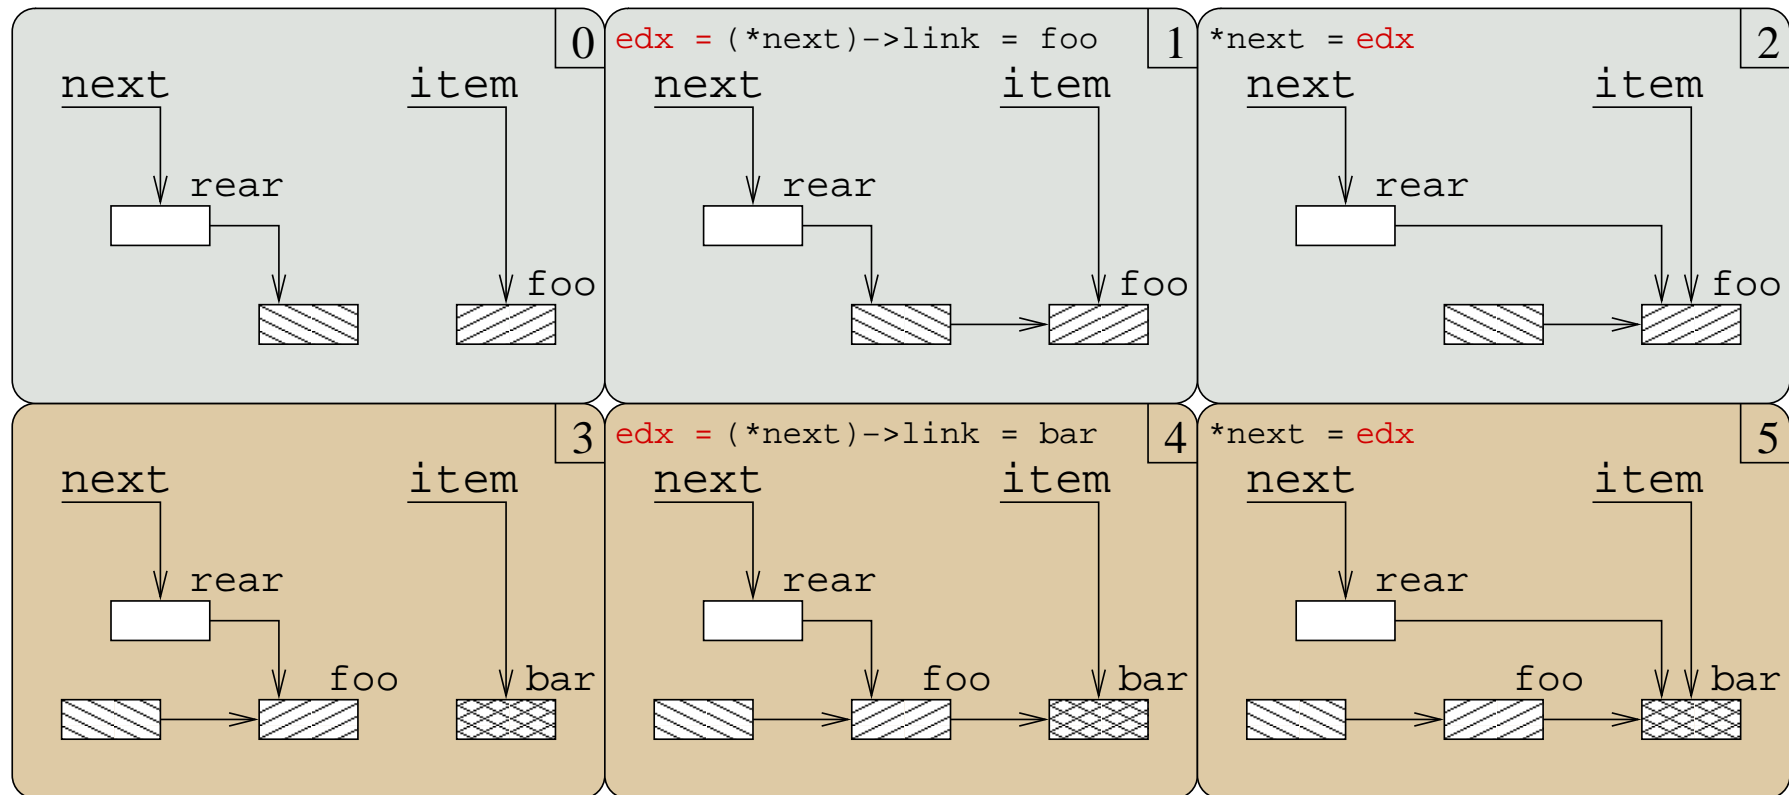 0
next item
rear
foo
edx = (*next)->link = foo 1
next item
rear
foo
*next = edx 2
next item
rear
foo
3
next item
rear
foo bar
edx = (*next)->link = bar 4
next item
rear
foo bar
*next = edx 5
next item
rear
foo bar